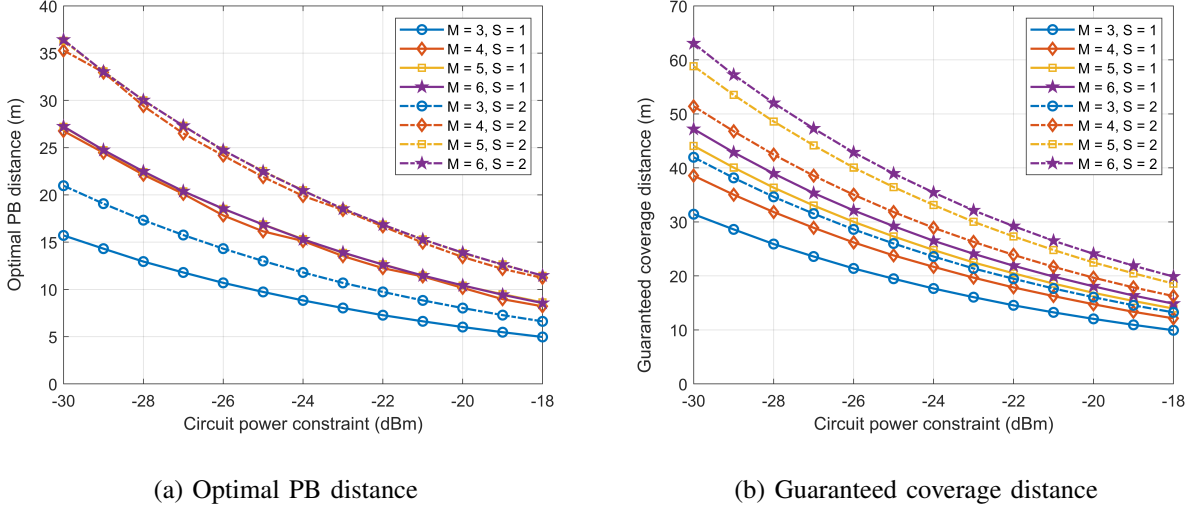 40
35
30
25
20
15
10
5
0
Optimal PB distance (m)
-30 -28 -26 -24 -22 -20 -18
Circuit power constraint (dBm)
M = 3, S = 1
M = 4, S = 1
M = 5, S = 1
M = 6, S = 1
M = 3, S = 2
M = 4, S = 2
M = 5, S = 2
M = 6, S = 2
(a) Optimal PB distance
70
60
50
40
30
20
10
0
Guaranteed coverage distance (m)
-30 -28 -26 -24 -22 -20 -18
Circuit power constraint (dBm)
M = 3, S = 1
M = 4, S = 1
M = 5, S = 1
M = 6, S = 1
M = 3, S = 2
M = 4, S = 2
M = 5, S = 2
M = 6, S = 2
(b) Guaranteed coverage distance